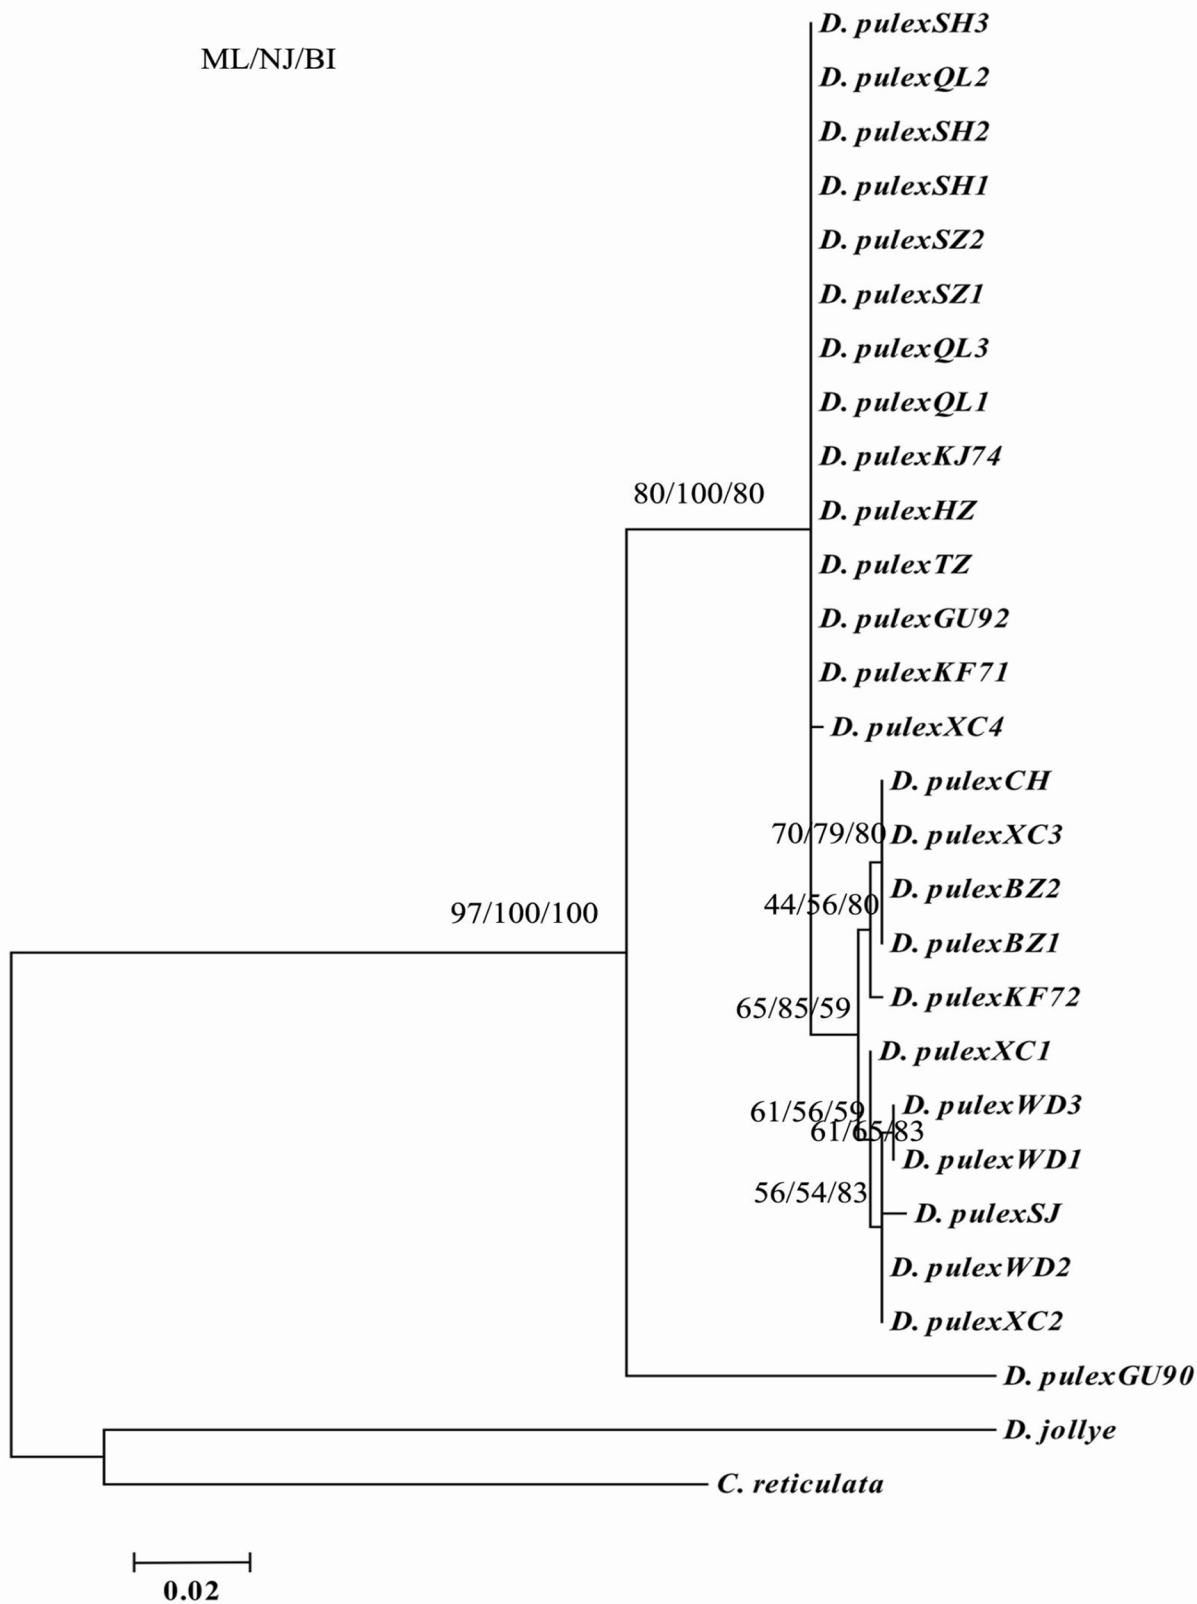 D. pulexSH3
ML/NJ/BI
D. pulexQL2
D. pulexSH2
D. pulexSH1
D. pulexSZ2
D. pulexSZ1
D. pulexQL3
D. pulexQL1
D. pulexKJ74
80/100/80
D. pulexHZ
D. pulexTZ
D. pulexGU92
D. pulexKF71
D. pulexXC4
D. pulexCH
70/79/80
D. pulexXC3
D. pulexBZ2
44/56/80
97/100/100
D. pulexBZ1
D. pulexKF72
65/85/59
D. pulexXC1
D. pulexWD3
61/56/59
61/65/83
D. pulexWD1
56/54/83
D. pulexSJ
D. pulexWD2
D. pulexXC2
D. pulexGU90
D. jollye
C. reticulata
0.02